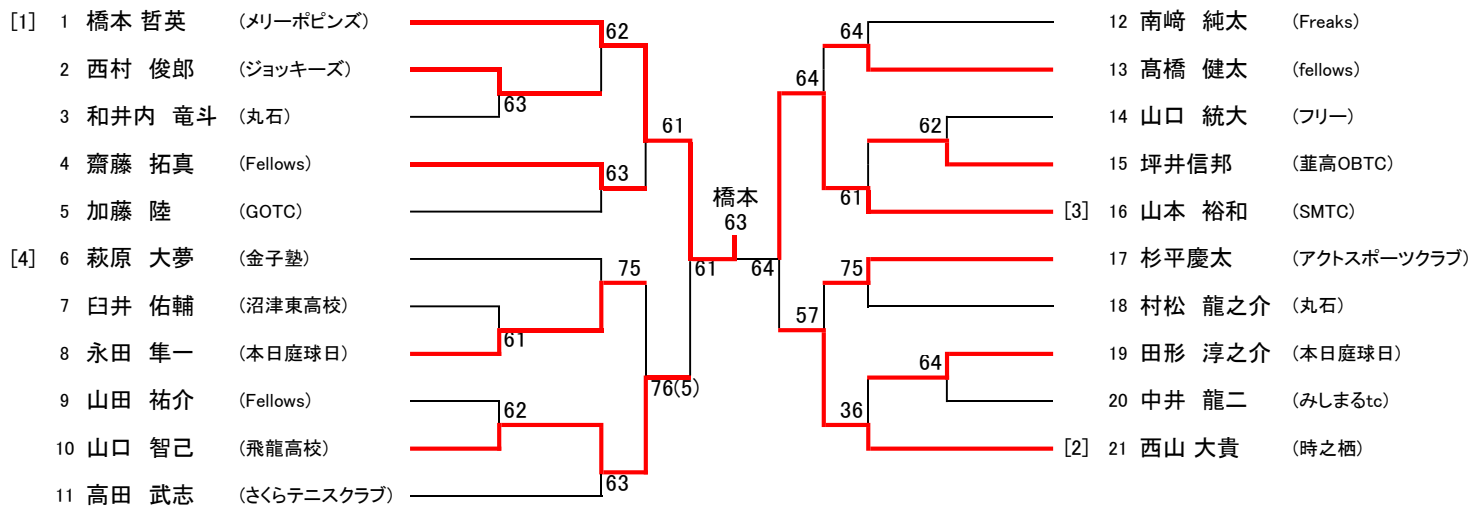 [1] 1 橋本 哲英 (メリーポピンズ)
2 西村 俊郎 (ジョッキーズ)
3 和井内 竜斗 (丸石)
4 齋藤 拓真 (Fellows)
5 加藤 陸 (GOTC)
[4] 6 萩原 大夢 (金子塾)
7 臼井 佑輔 (沼津東高校)
8 永田 隼一 (本日庭球日)
9 山田 祐介 (Fellows)
10 山口 智己 (飛龍高校)
11 高田 武志 (さくらテニスクラブ)
62
63
61
63
75
61
61
76(5)
62
63
橋本
63
64
64
64
62
61
75
57
64
36
12 南﨑 純太 (Freaks)
13 髙橋 健太 (fellows)
14 山口 統大 (フリー)
15 坪井信邦 (韮高OBTC)
[3] 16 山本 裕和 (SMTC)
17 杉平慶太 (アクトスポーツクラブ)
18 村松 龍之介 (丸石)
19 田形 淳之介 (本日庭球日)
20 中井 龍二 (みしまるtc)
[2] 21 西山 大貴 (時之栖)